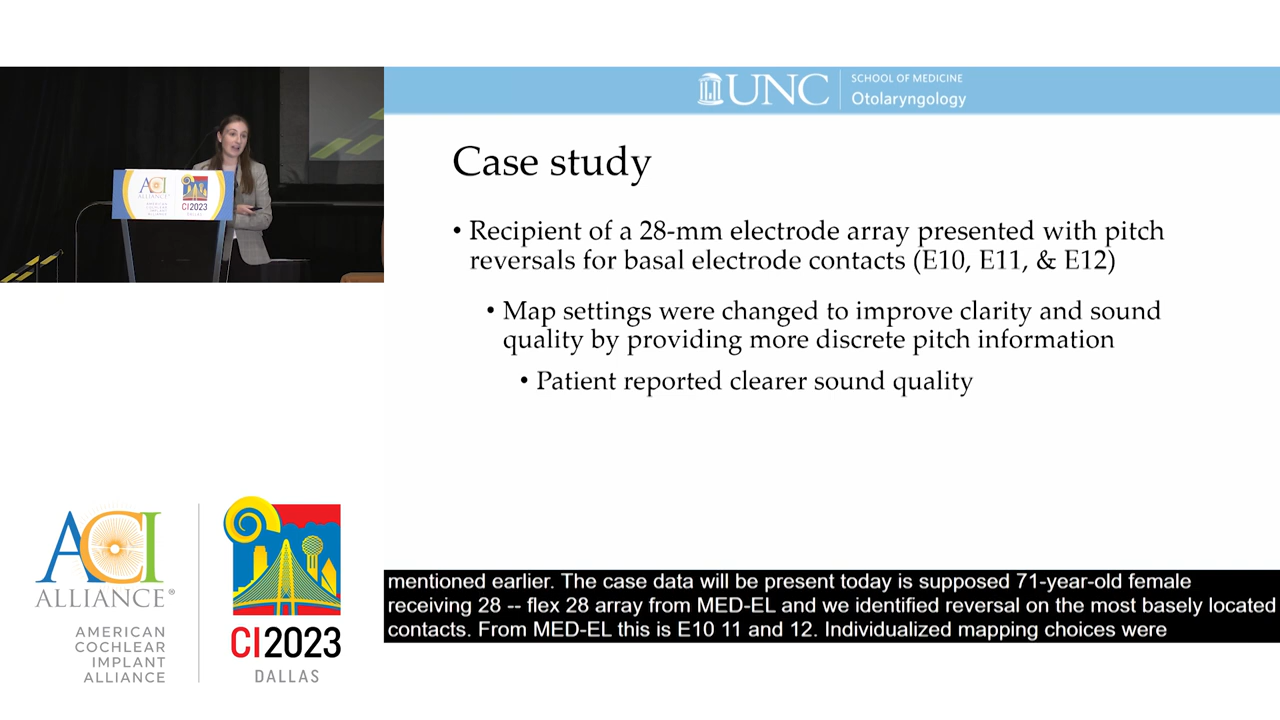 UNC
SCHOOL OF MEDICINE
Otolaryngology
Case study
• Recipient of a 28-mm electrode array presented with pitch
reversals for basal electrode contacts (E10, E11, & E12)
• Map settings were changed to improve clarity and sound
quality by providing more discrete pitch information
• Patient reported clearer sound quality
ACI
ALLIANCE
CI2023
DALLAS
ACI
ALLIANCE®
AMERICAN
COCHLEAR
IMPLANT
ALLIANCE
CI2023
DALLAS
mentioned earlier. The case data will be present today is supposed 71-year-old female
receiving 28 -- flex 28 array from MED-EL and we identified reversal on the most basely located
contacts. From MED-EL this is E10 11 and 12. Individualized mapping choices were